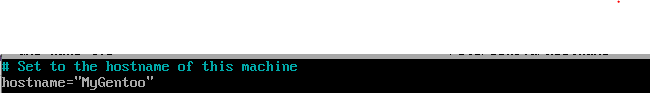 # Set to the hostname of this machine
hostname="MyGentoo"